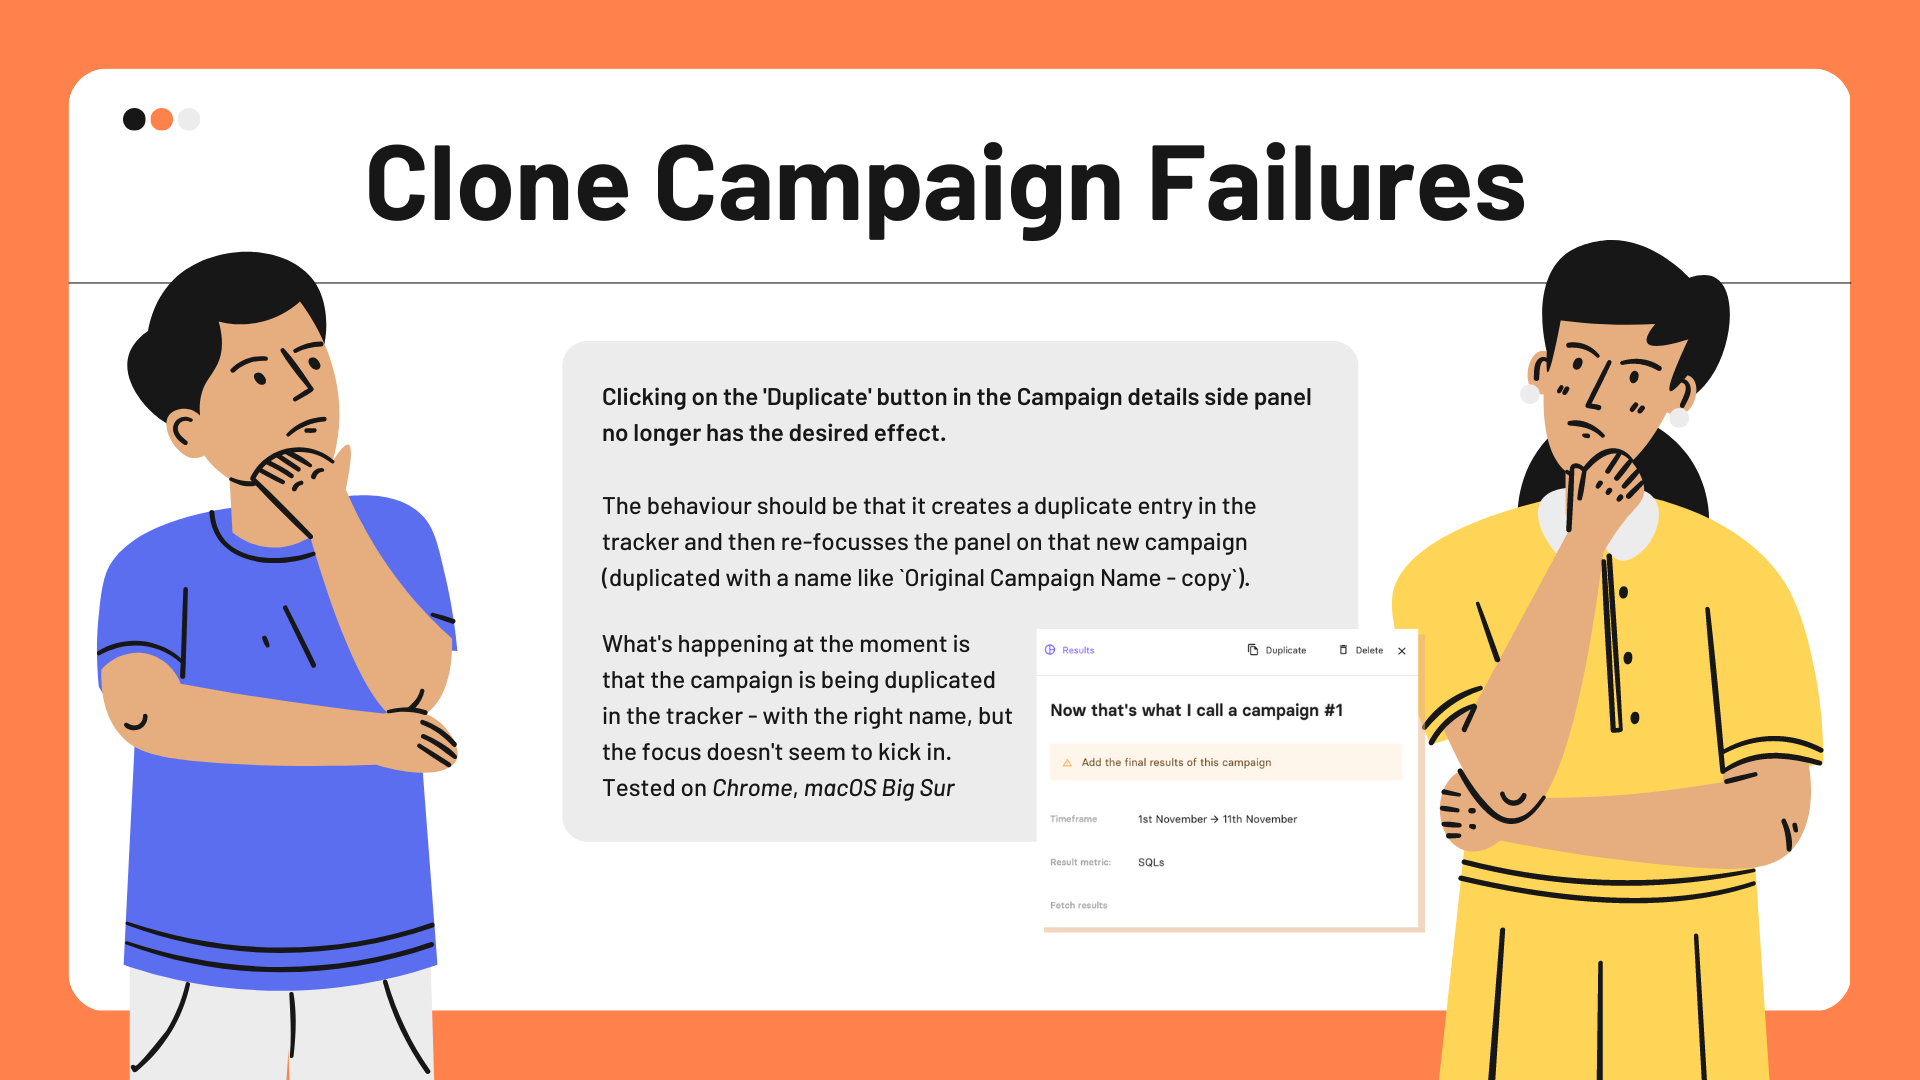 Clone Campaign Failures
Clicking on the 'Duplicate' button in the Campaign details side panel
no longer has the desired effect.
The behaviour should be that it creates a duplicate entry in the
tracker and then re-focusses the panel on that new campaign
(duplicated with a name like `Original Campaign Name - copy`).
What's happening at the moment is
that the campaign is being duplicated
in the tracker - with the right name, but
the focus doesn't seem to kick in.
Tested on Chrome, macOS Big Sur
Results Duplicate Delete
Now that's what I call a campaign #1
Add the final results of this campaign
Timeframe 1st November → 11th November
Result metric: SQLs
Fetch results